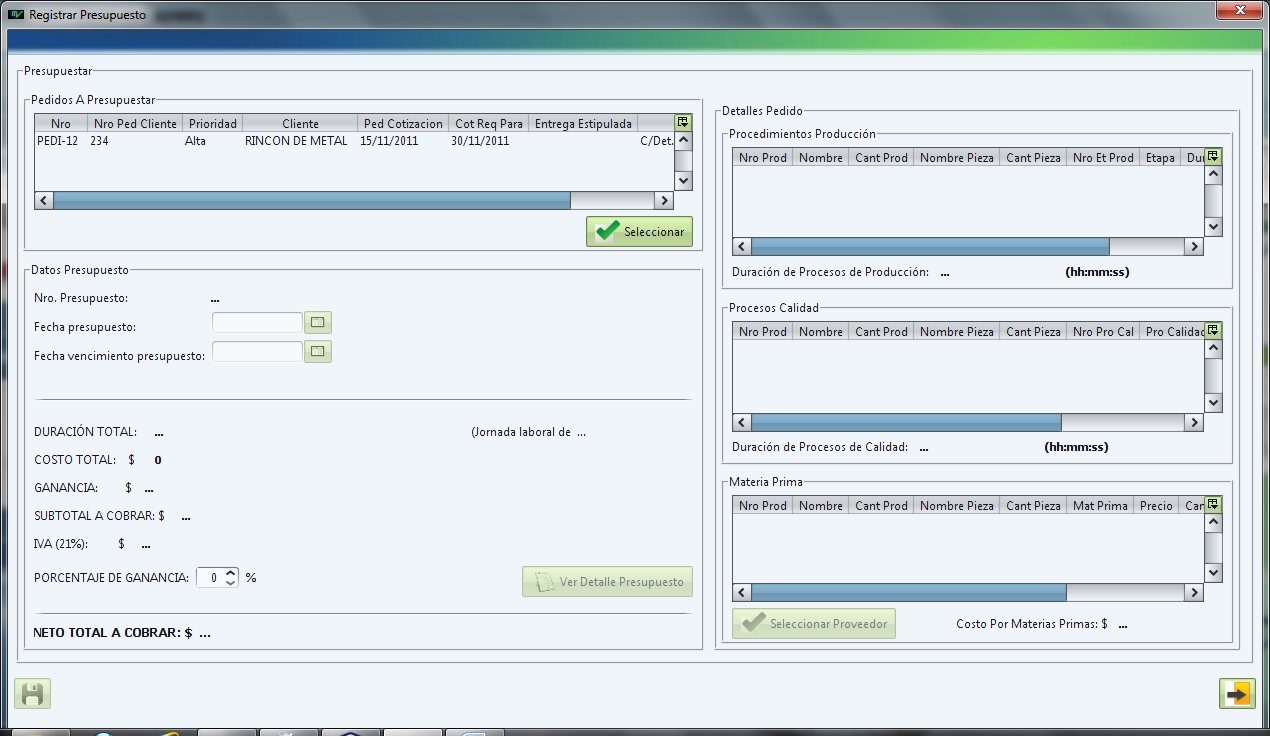 Registrar Presupuesto
Presupuestar
Pedidos A Presupuestar
Nro Nro Ped Cliente Prioridad Cliente Ped Cotizacion Cot Req Para Entrega Estipulada
PEDI-12 234 Alta RINCON DE METAL 15/11/2011 30/11/2011 C/Det.
Seleccionar
Datos Presupuesto
Nro. Presupuesto: ...
Fecha presupuesto:
Fecha vencimiento presupuesto:
DURACIÓN TOTAL: ... (Jornada laboral de ...
COSTO TOTAL: $ 0
GANANCIA: $ ...
SUBTOTAL A COBRAR: $ ...
IVA (21%): $ ...
PORCENTAJE DE GANANCIA: 0 %
Ver Detalle Presupuesto
NETO TOTAL A COBRAR: $ ...
Detalles Pedido
Procedimientos Producción
Nro Prod Nombre Cant Prod Nombre Pieza Cant Pieza Nro Et Prod Etapa Du
Duración de Procesos de Producción: ... (hh:mm:ss)
Procesos Calidad
Nro Prod Nombre Cant Prod Nombre Pieza Cant Pieza Nro Pro Cal Pro Calidad
Duración de Procesos de Calidad: ... (hh:mm:ss)
Materia Prima
Nro Prod Nombre Cant Prod Nombre Pieza Cant Pieza Mat Prima Precio Can
Seleccionar Proveedor Costo Por Materias Primas: $ ...